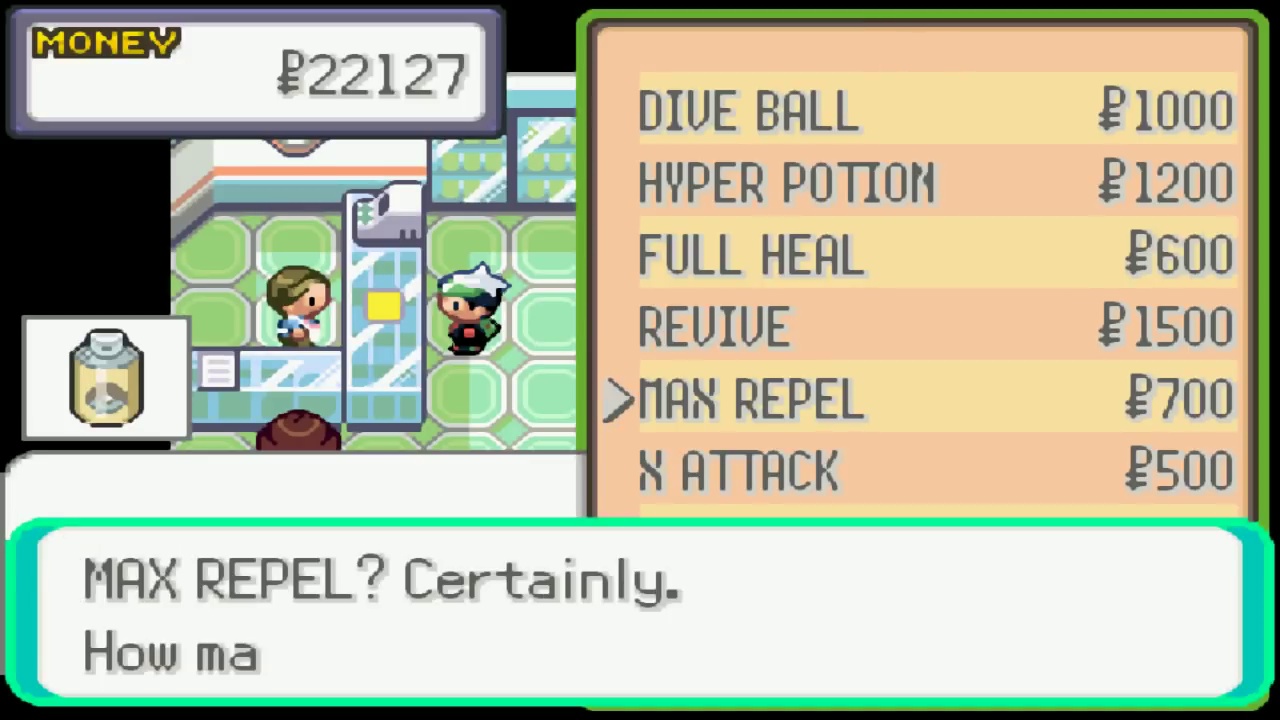 MONEY
₽22127
DIVE BALL ₽1000
HYPER POTION ₽1200
FULL HEAL ₽600
REVIVE ₽1500
MAX REPEL ₽700
X ATTACK ₽500
MAX REPEL? Certainly.
How ma